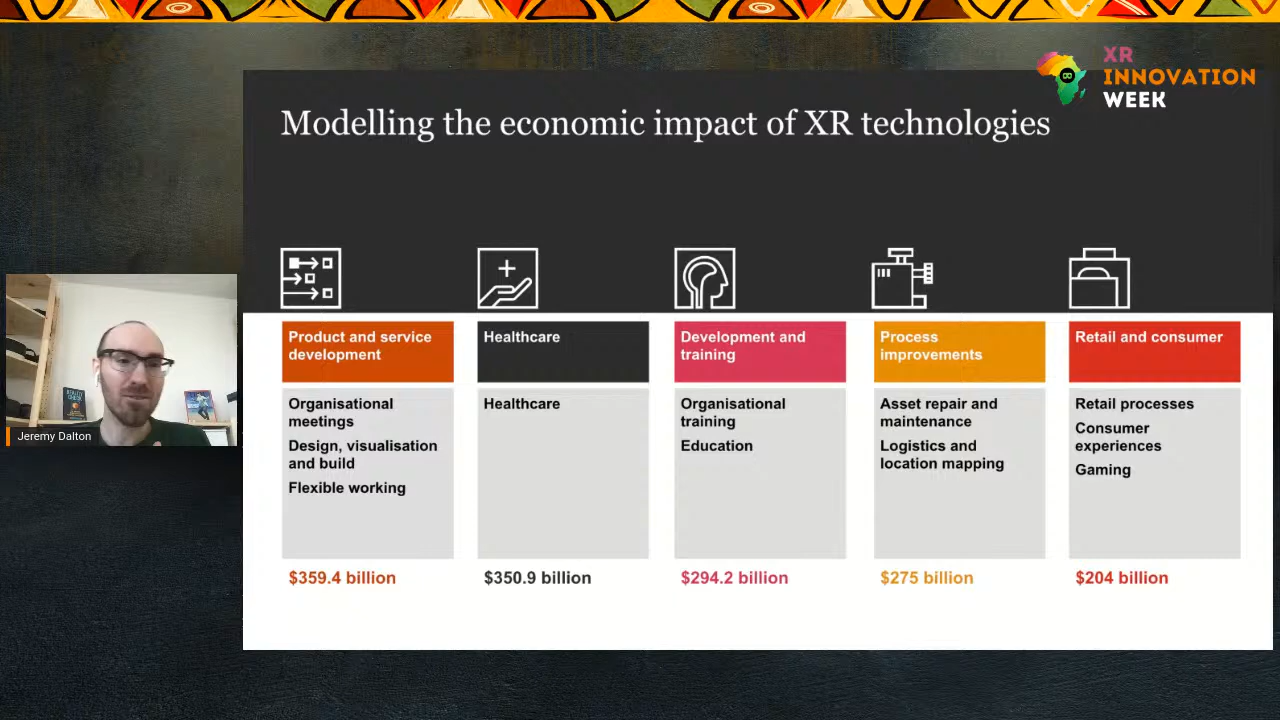 XR
INNOVATION
WEEK
Modelling the economic impact of XR technologies
Product and service
development
Organisational
meetings
Design, visualisation
and build
Flexible working
$359.4 billion
Healthcare
Healthcare
$350.9 billion
Development and
training
Organisational
training
Education
$294.2 billion
Process
improvements
Asset repair and
maintenance
Logistics and
location mapping
$275 billion
Retail and consumer
Retail processes
Consumer
experiences
Gaming
$204 billion
Jeremy Dalton